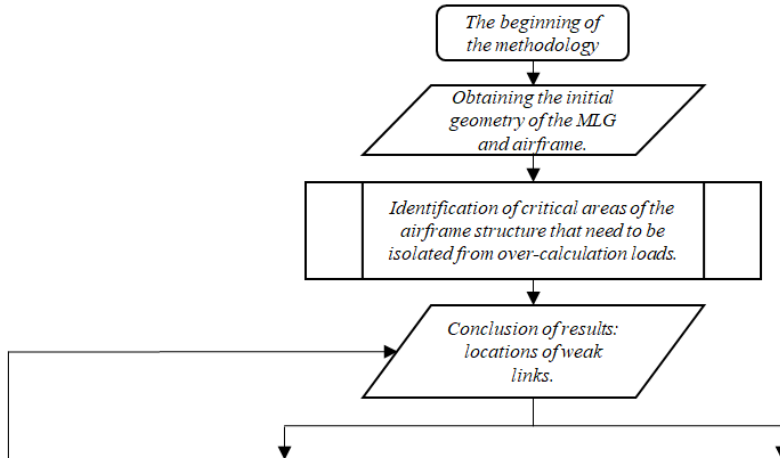 The beginning of
the methodology
Obtaining the initial
geometry of the MLG
and airframe.
Identification of critical areas of the
airframe structure that need to be
isolated from over-calculation loads.
Conclusion of results:
locations of weak
links.